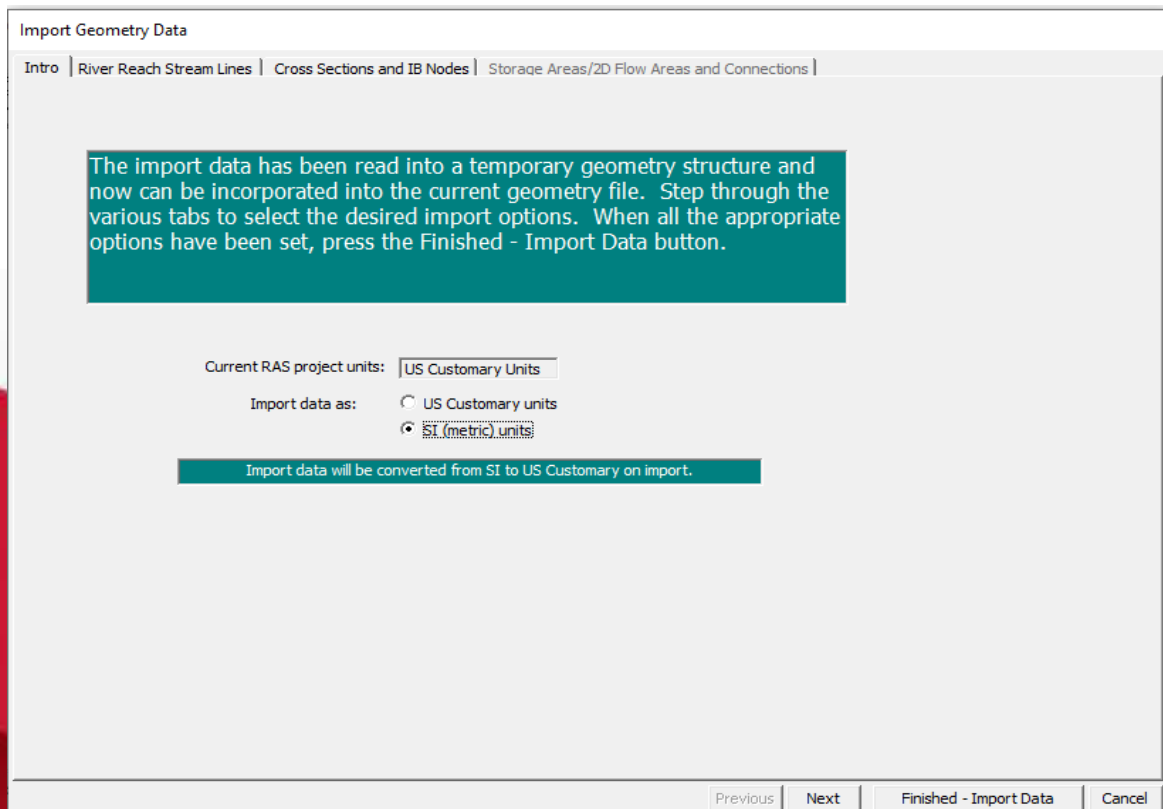 Import Geometry Data
Intro River Reach Stream Lines Cross Sections and IB Nodes Storage Areas/2D Flow Areas and Connections
The import data has been read into a temporary geometry structure and
now can be incorporated into the current geometry file. Step through the
various tabs to select the desired import options. When all the appropriate
options have been set, press the Finished - Import Data button.
Current RAS project units: US Customary Units
Import data as: US Customary units
SI (metric) units
Import data will be converted from SI to US Customary on import.
Previous Next Finished - Import Data Cancel